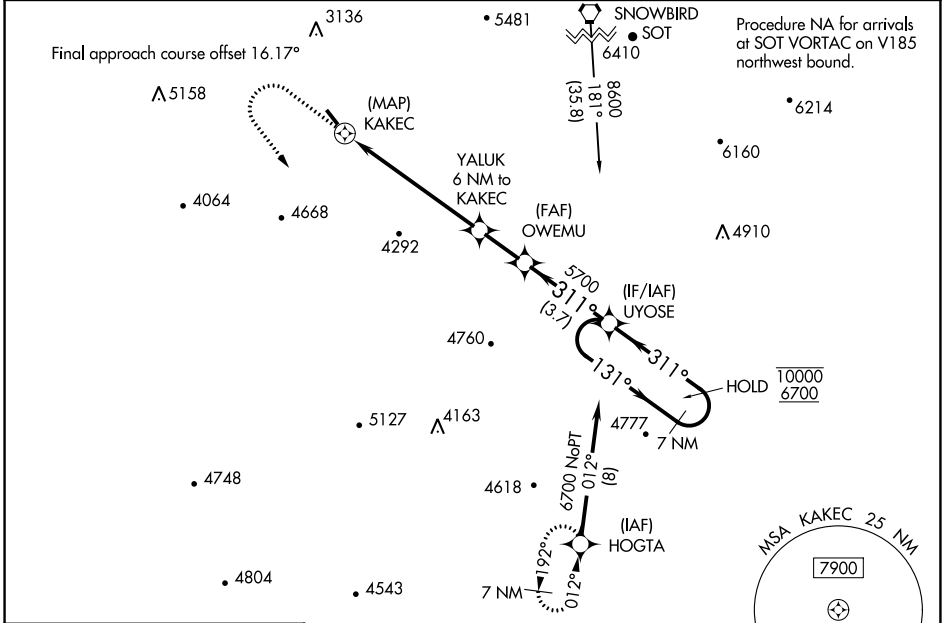 3136
5481
SNOWBIRD
SOT
6410
Procedure NA for arrivals
at SOT VORTAC on V185
northwest bound.
Final approach course offset 16.17°
5158
(MAP)
KAKEC
8600
181°
(35.8)
6214
6160
YALUK
6 NM to
KAKEC
4064
4668
4292
(FAF)
OWEMU
4910
5700
311°
(3.7)
(IF/IAF)
UYOSE
4760
311°
131°
HOLD
10000
6700
7 NM
4777
5127
4163
6700 NoPT
012°
(8)
4748
4618
(IAF)
HOGTA
192°
012°
7 NM
4804
4543
MSA KAKEC 25 NM
7900